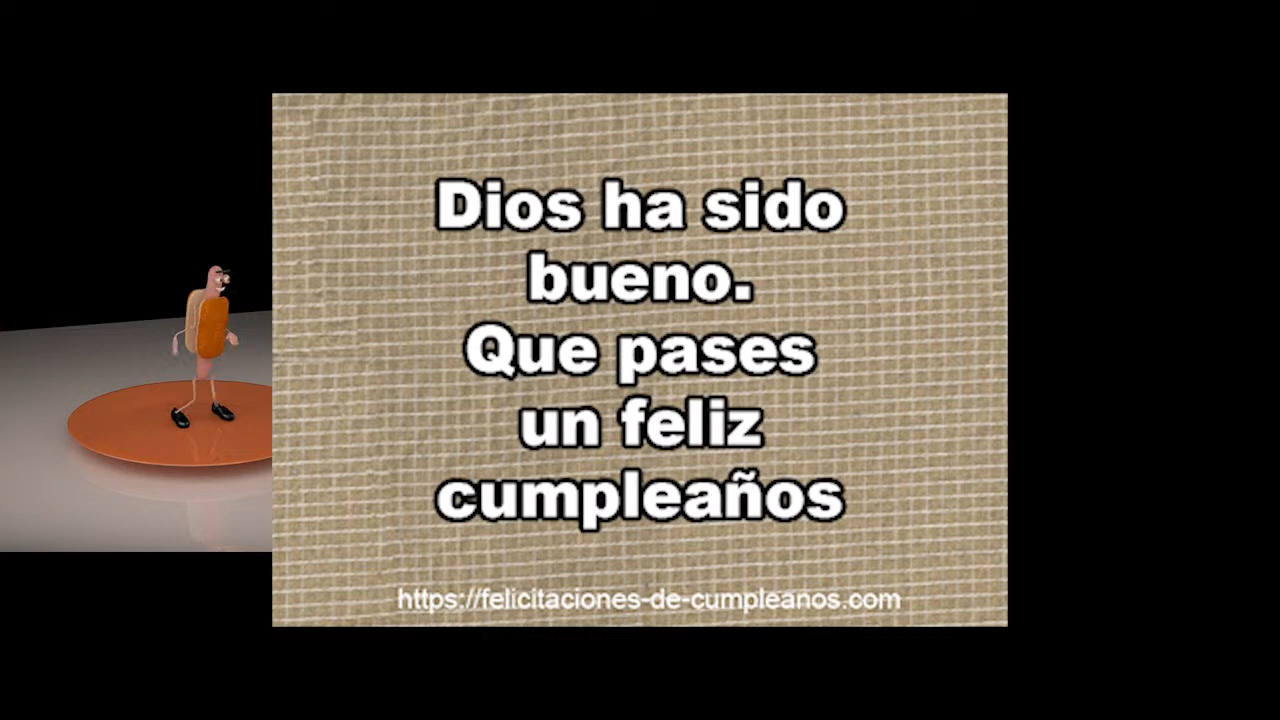 Dios ha sido
bueno.
Que pases
un feliz
cumpleaños
https://felicitaciones-de-cumpleanos.com